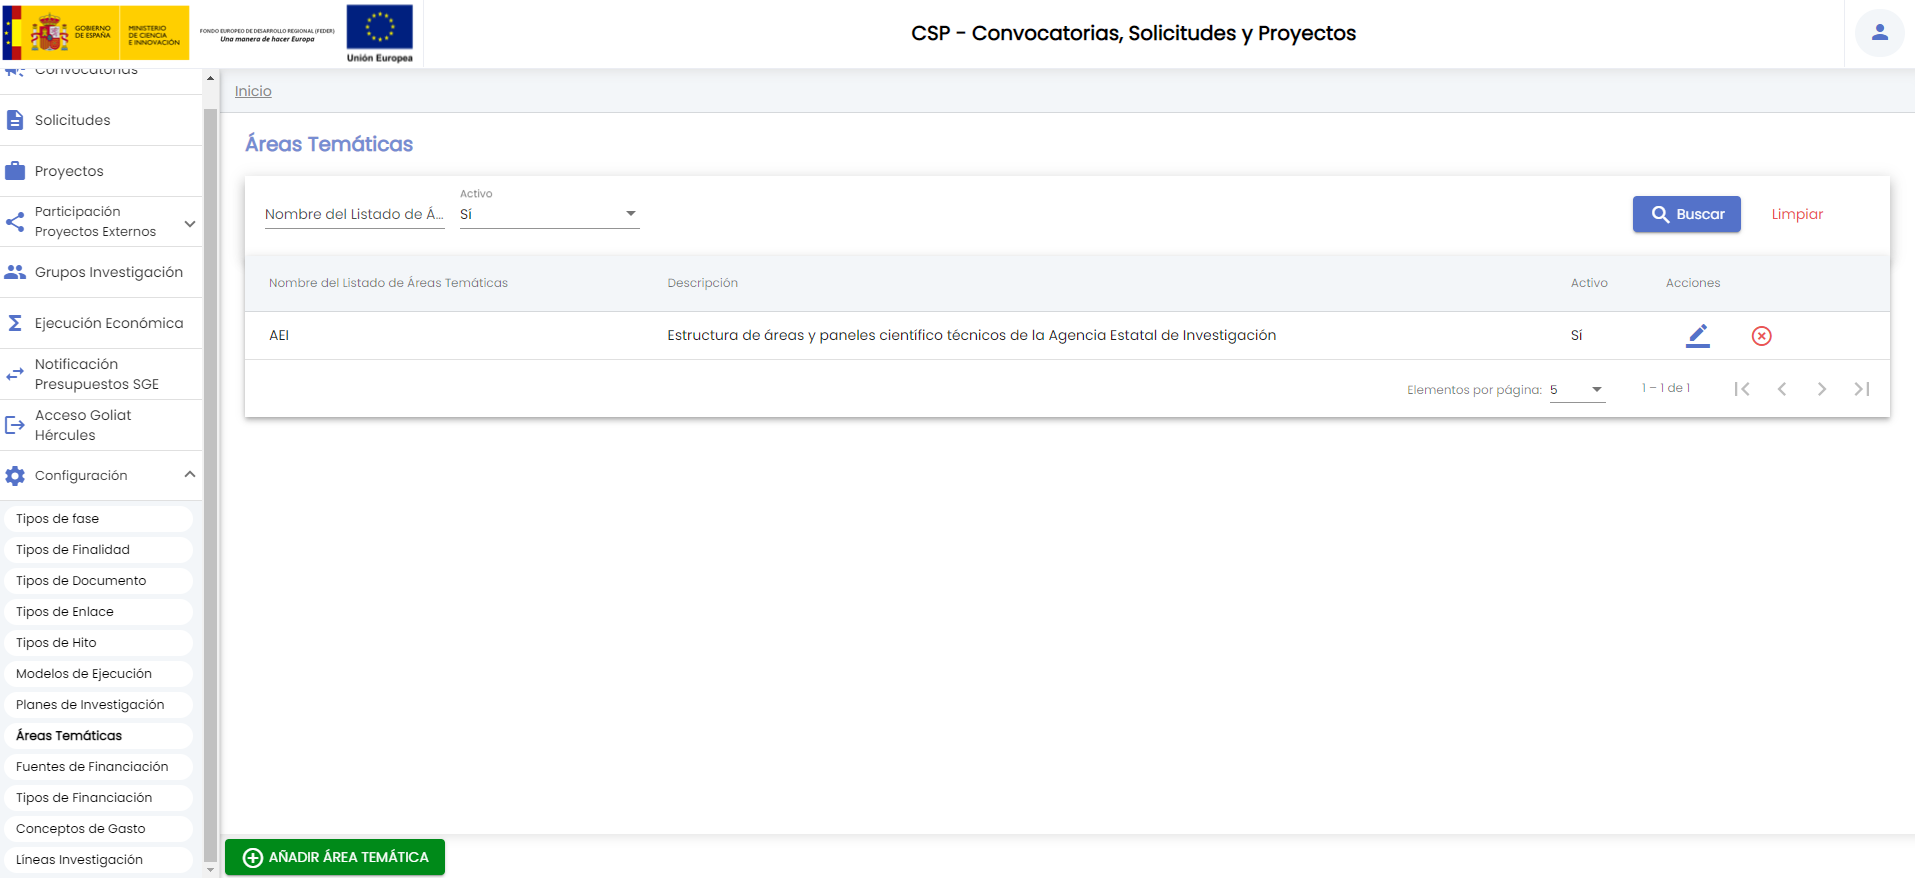 GOBIERNO
DE ESPAÑA
MINISTERIO
DE CIENCIA
E INNOVACIÓN
FONDO EUROPEO DE DESARROLLO REGIONAL (FEDER)
Una manera de hacer Europa
Unión Europea
CSP - Convocatorias, Solicitudes y Proyectos
Convocatorias
Solicitudes
Proyectos
Participación
Proyectos Externos
Grupos Investigación
Ejecución Económica
Notificación
Presupuestos SGE
Acceso Goliat
Hércules
Configuración
Tipos de fase
Tipos de Finalidad
Tipos de Documento
Tipos de Enlace
Tipos de Hito
Modelos de Ejecución
Planes de Investigación
Áreas Temáticas
Fuentes de Financiación
Tipos de Financiación
Conceptos de Gasto
Líneas Investigación
Inicio
Áreas Temáticas
Activo
Nombre del Listado de Á... Sí
Buscar Limpiar
Nombre del Listado de Áreas Temáticas Descripción Activo Acciones
AEI Estructura de áreas y paneles científico técnicos de la Agencia Estatal de Investigación Sí
Elementos por página: 5 1 – 1 de 1
AÑADIR ÁREA TEMÁTICA